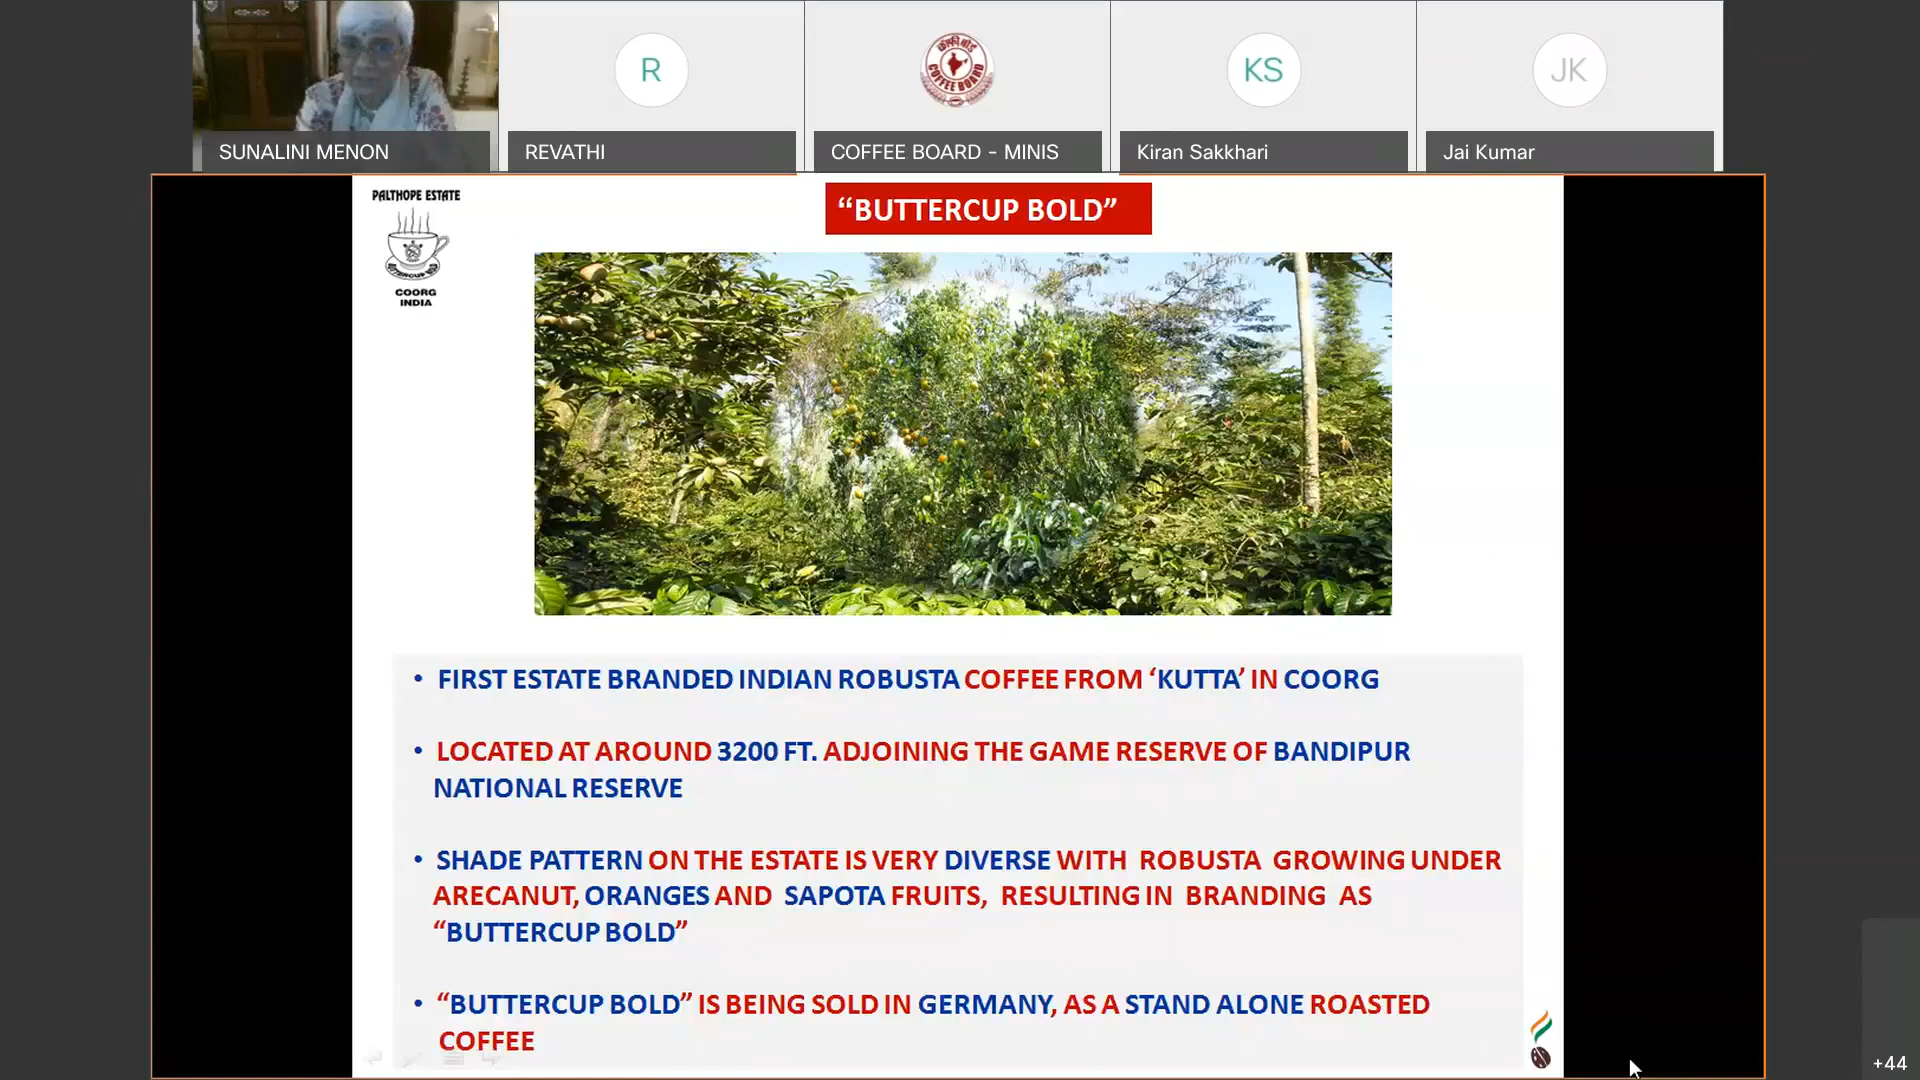 R
कॉफी बोर्ड
COFFEE BOARD
KS
JK
SUNALINI MENON
REVATHI
COFFEE BOARD - MINIS
Kiran Sakkhari
Jai Kumar
PALTHOPE ESTATE
BUTTERCUP BOLD
COORG
INDIA
“BUTTERCUP BOLD”
• FIRST ESTATE BRANDED INDIAN ROBUSTA COFFEE FROM ‘KUTTA’ IN COORG
• LOCATED AT AROUND 3200 FT. ADJOINING THE GAME RESERVE OF BANDIPUR
NATIONAL RESERVE
• SHADE PATTERN ON THE ESTATE IS VERY DIVERSE WITH ROBUSTA GROWING UNDER
ARECANUT, ORANGES AND SAPOTA FRUITS, RESULTING IN BRANDING AS
“BUTTERCUP BOLD”
• “BUTTERCUP BOLD” IS BEING SOLD IN GERMANY, AS A STAND ALONE ROASTED
COFFEE
+44